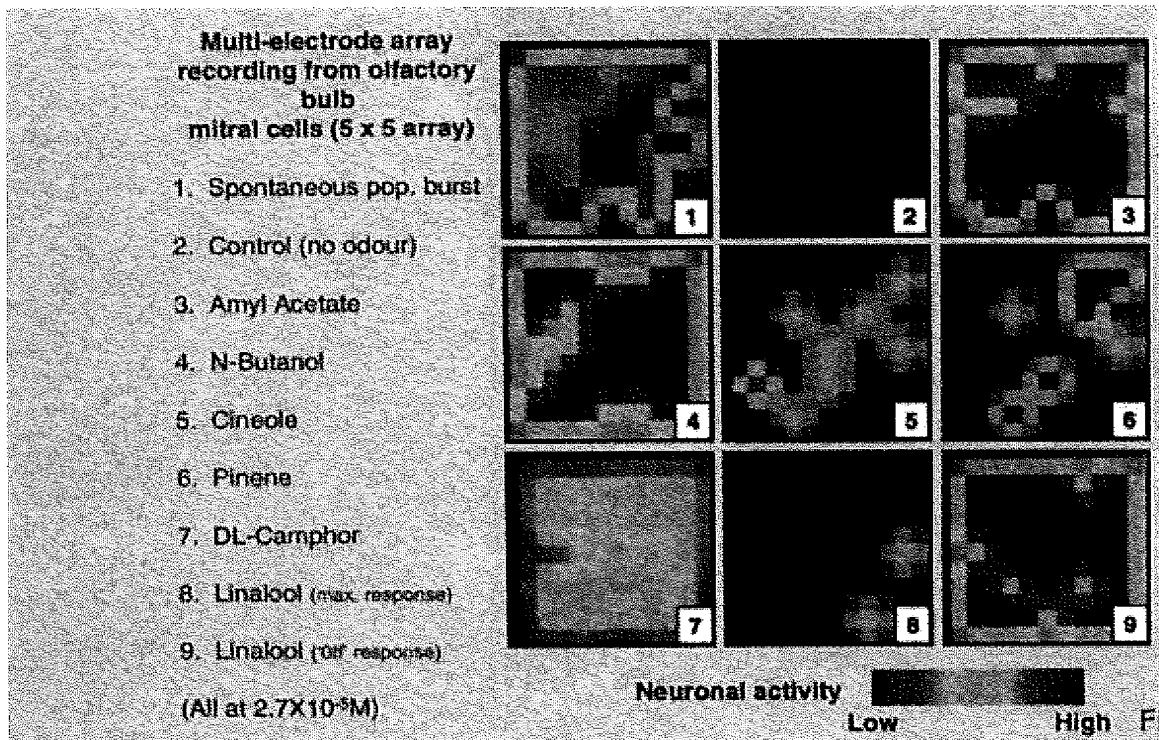 Multi-electrode array
recording from olfactory
bulb
mitral cells (5 x 5 array)
1. Spontaneous pop. burst
2. Control (no odour)
3. Amyl Acetate
4. N-Butanol
5. Cineole
6. Pinene
7. DL-Camphor
8. Linalool (max. response)
9. Linalool ('Off' response)
(All at 2.7X10⁻⁵M)
1
2
3
4
5
6
7
8
9
Neuronal activity
Low High F